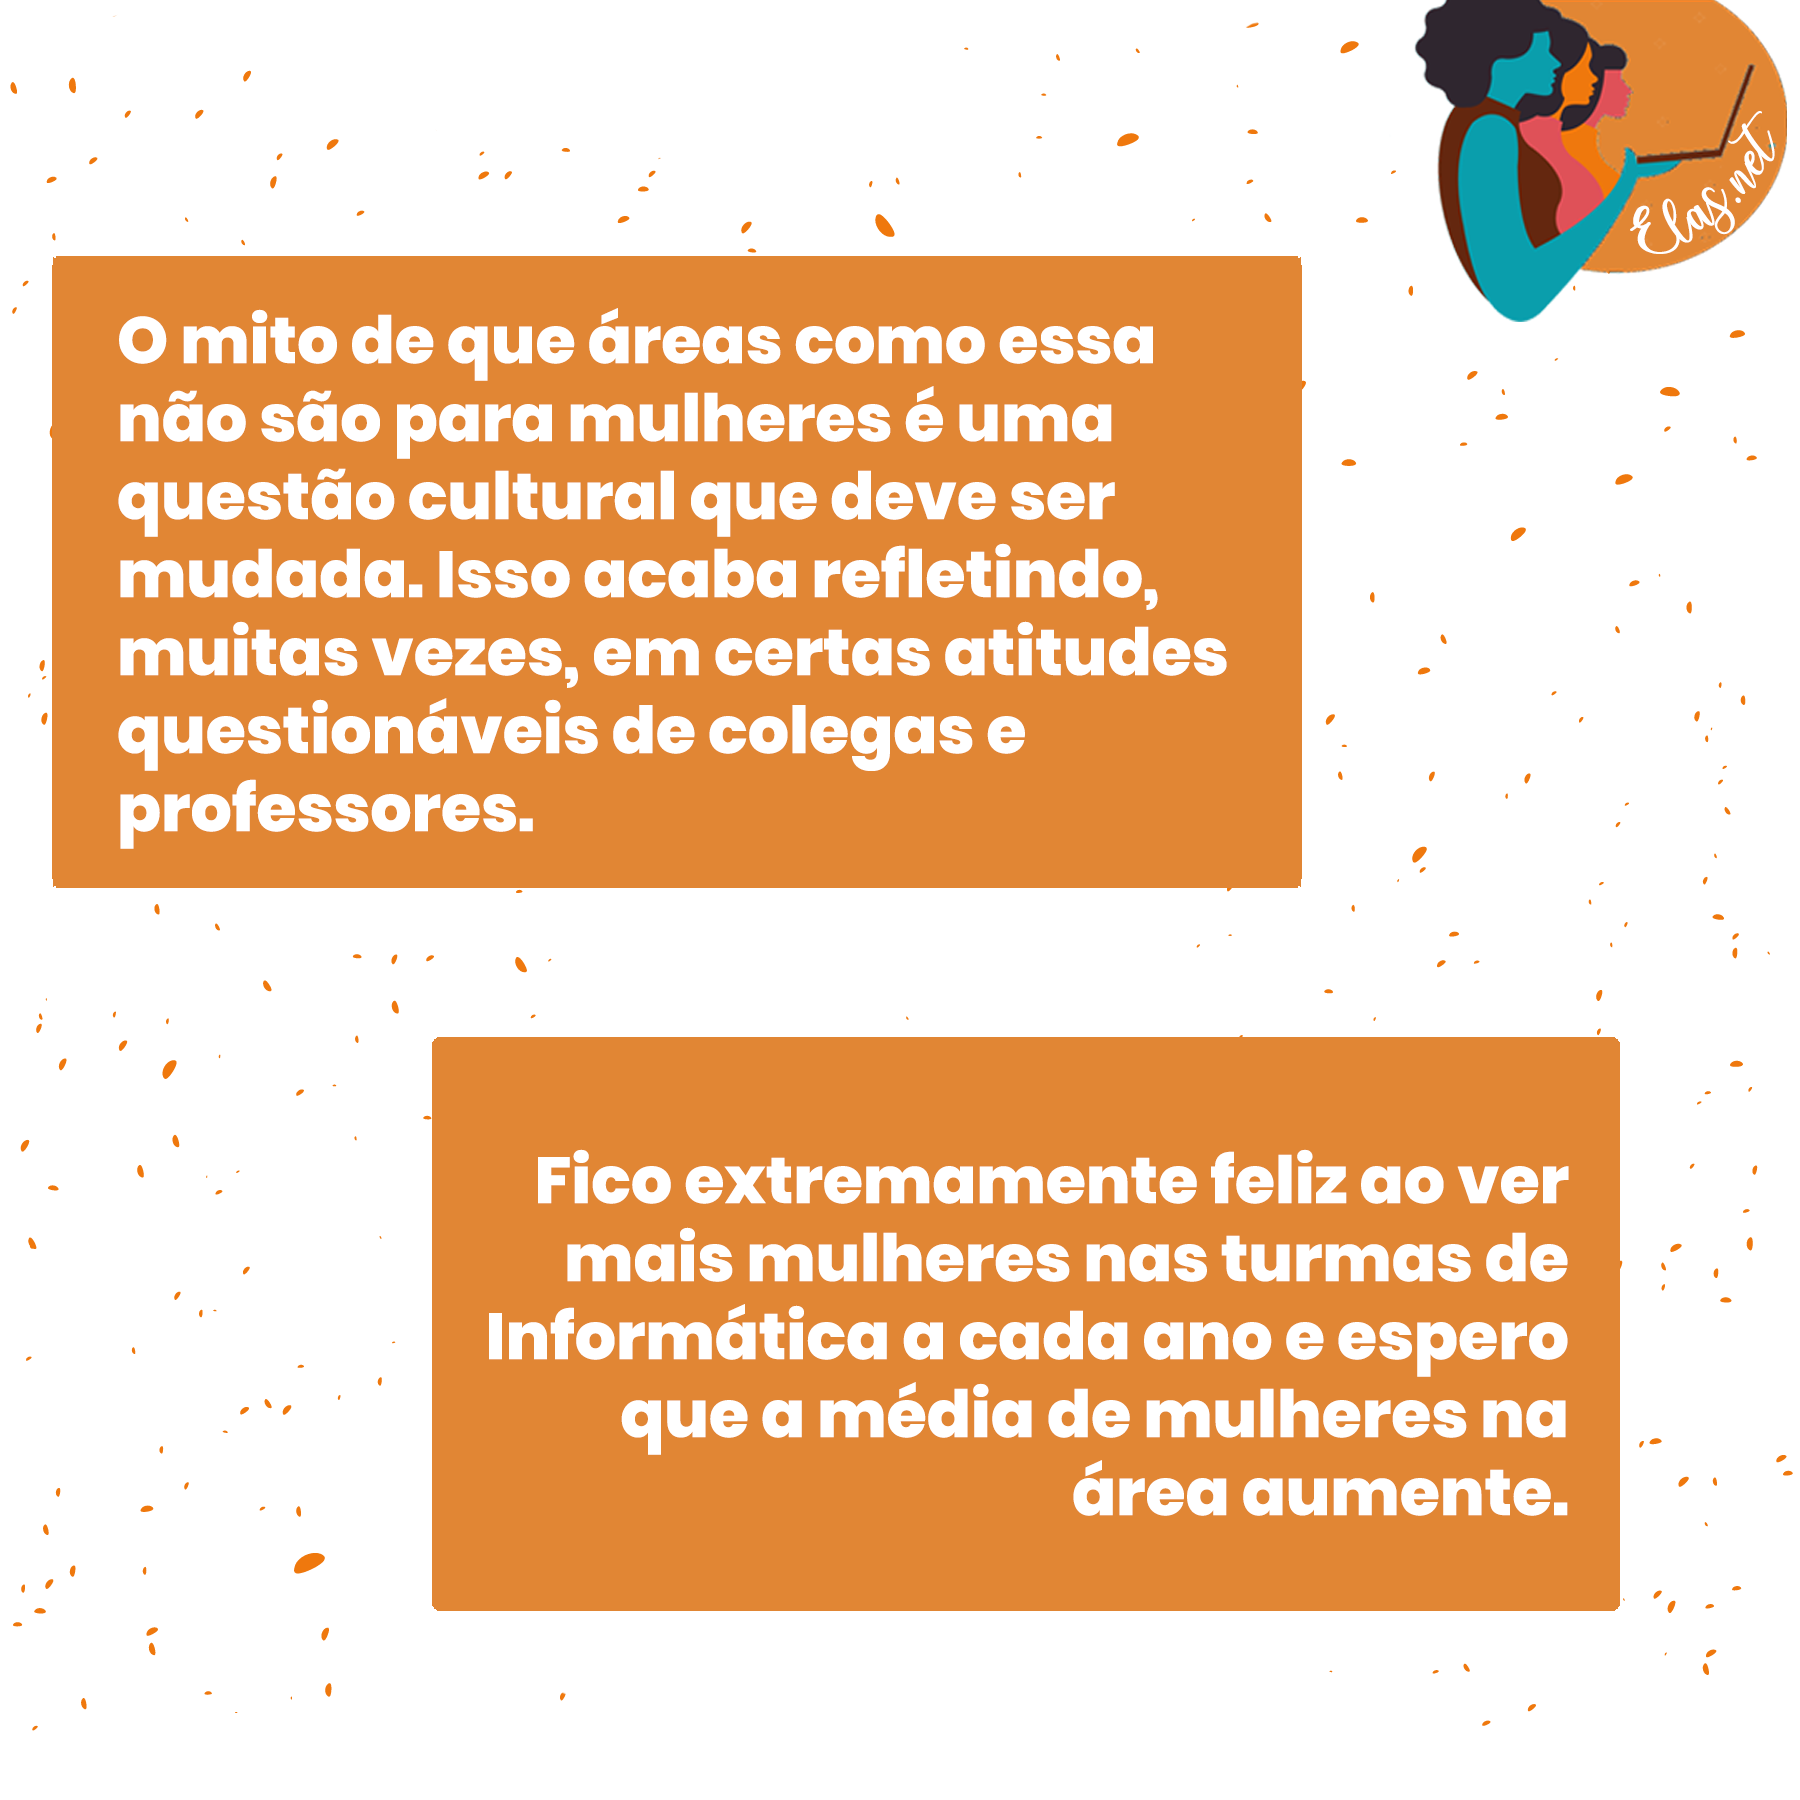 Elas.net
O mito de que áreas como essa
não são para mulheres é uma
questão cultural que deve ser
mudada. Isso acaba refletindo,
muitas vezes, em certas atitudes
questionáveis de colegas e
professores.
Fico extremamente feliz ao ver
mais mulheres nas turmas de
Informática a cada ano e espero
que a média de mulheres na
área aumente.